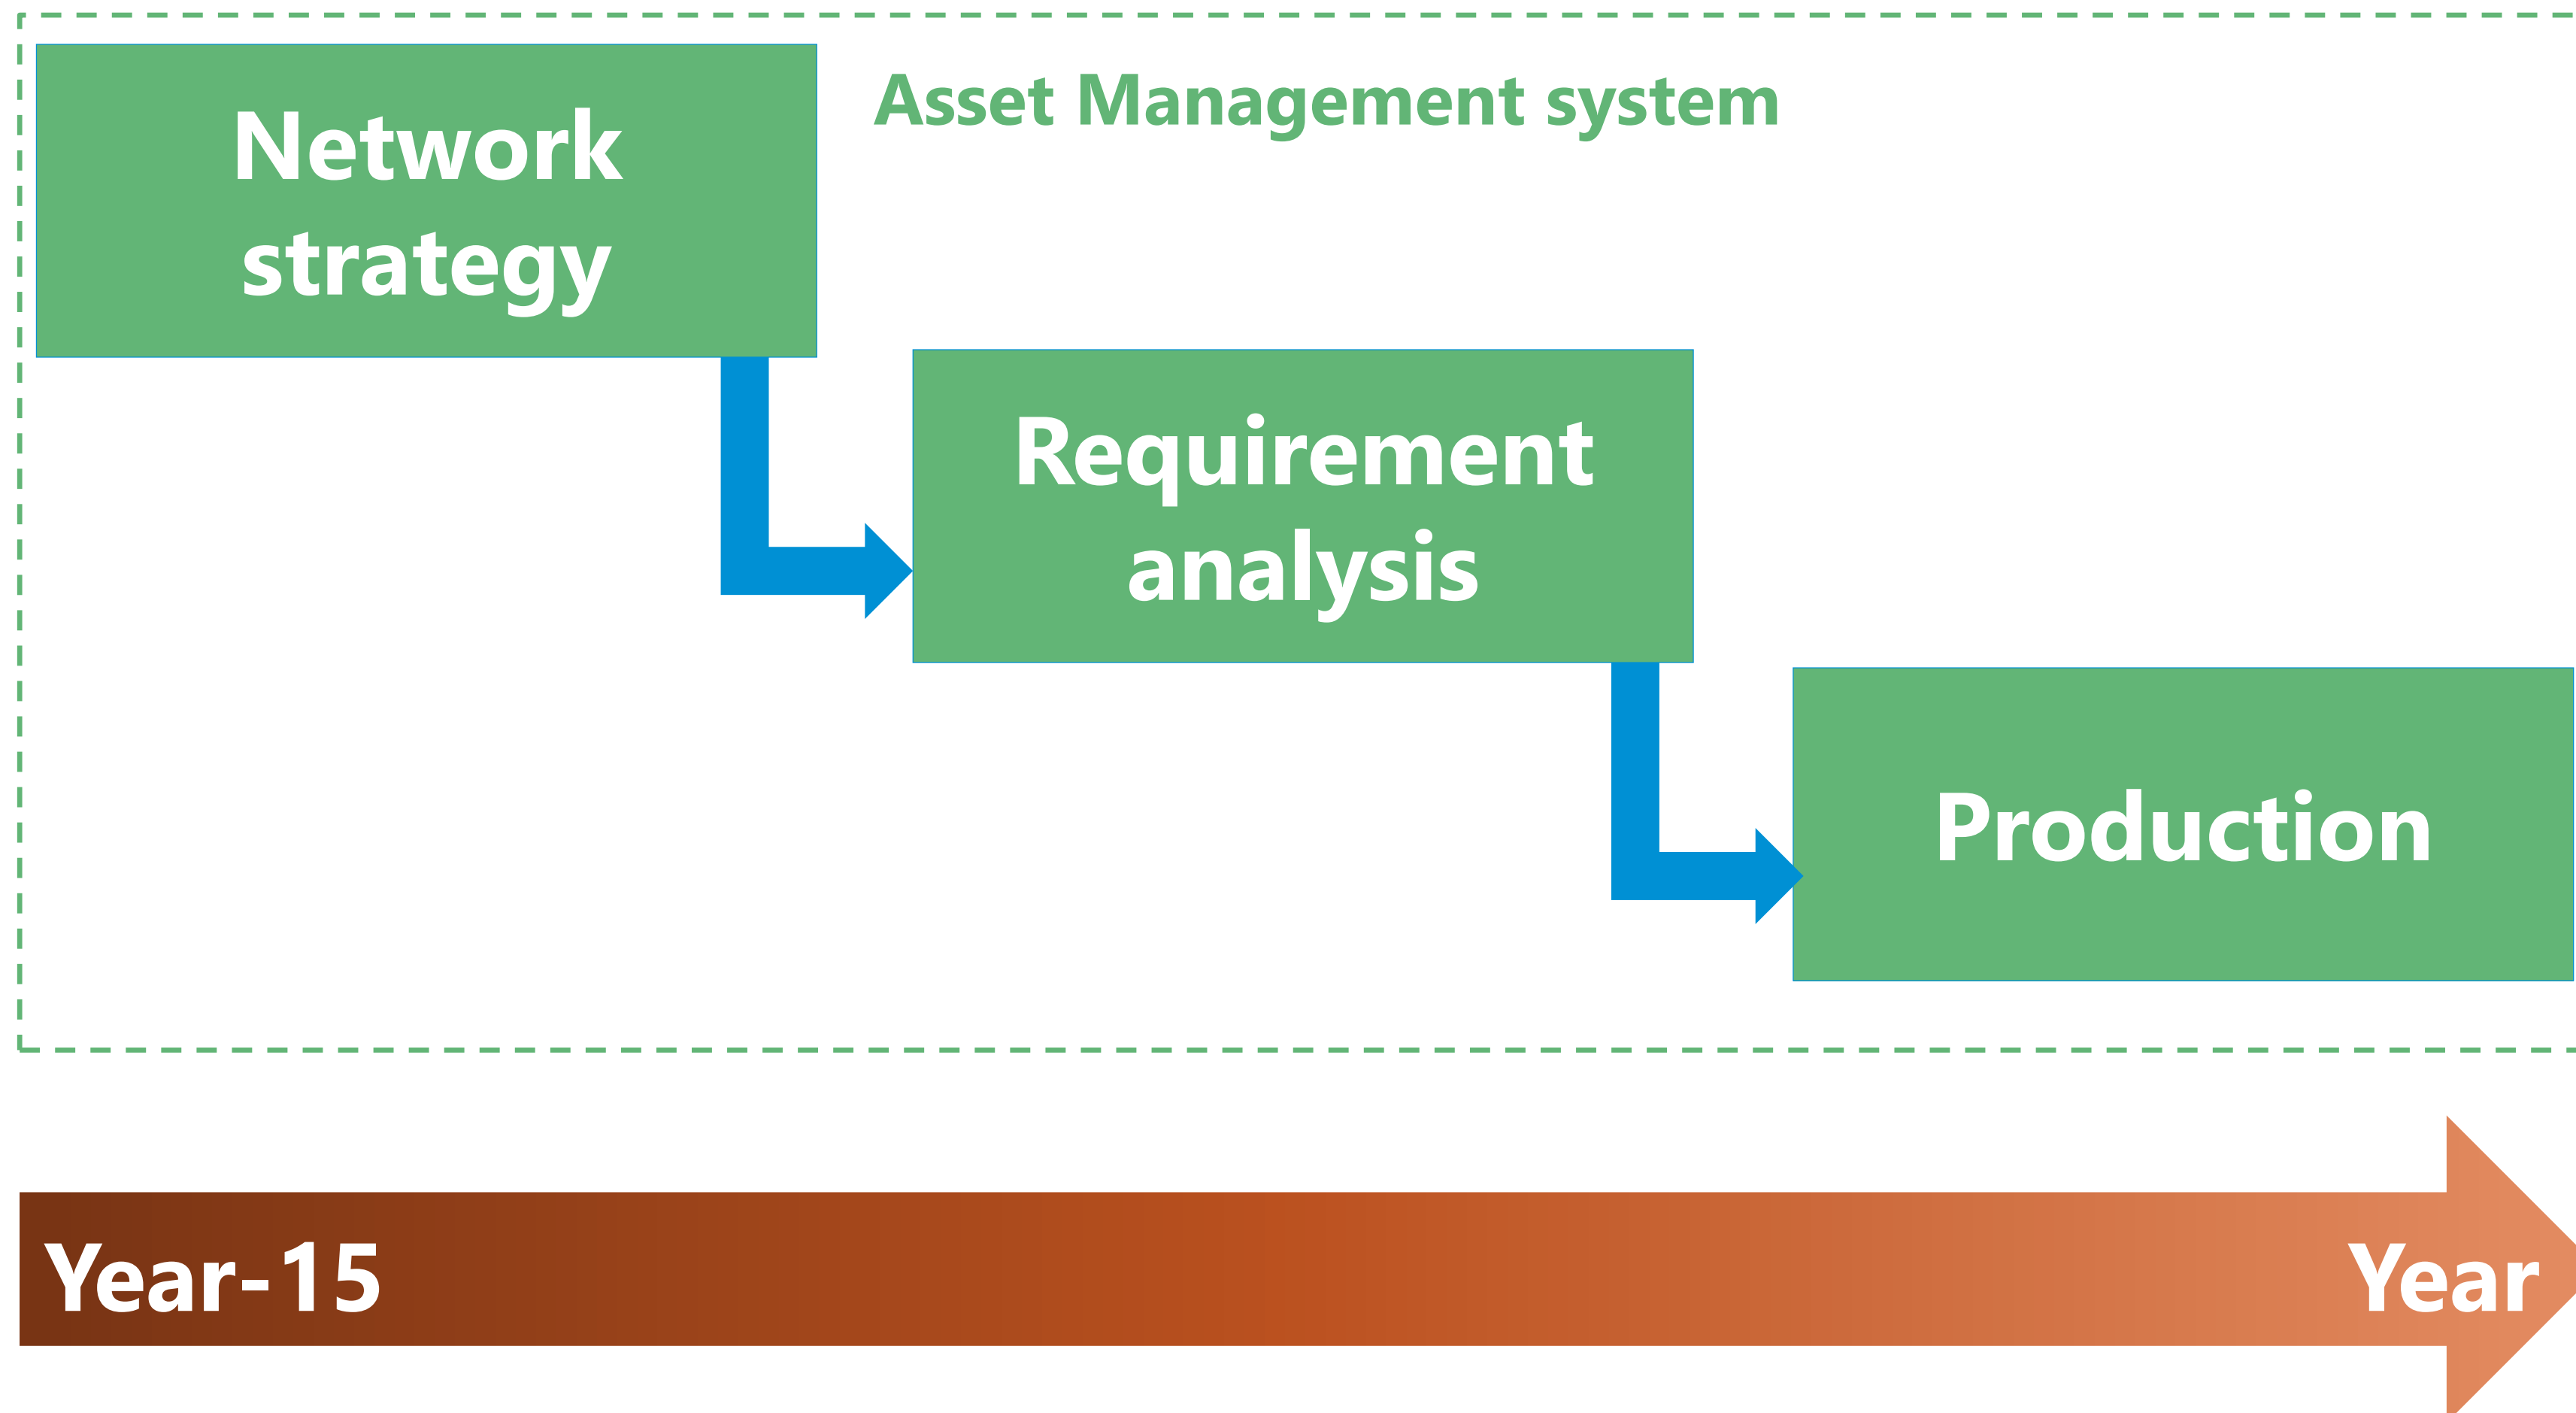 Network
strategy
Asset Management system
Requirement
analysis
Production
Year-15
Year